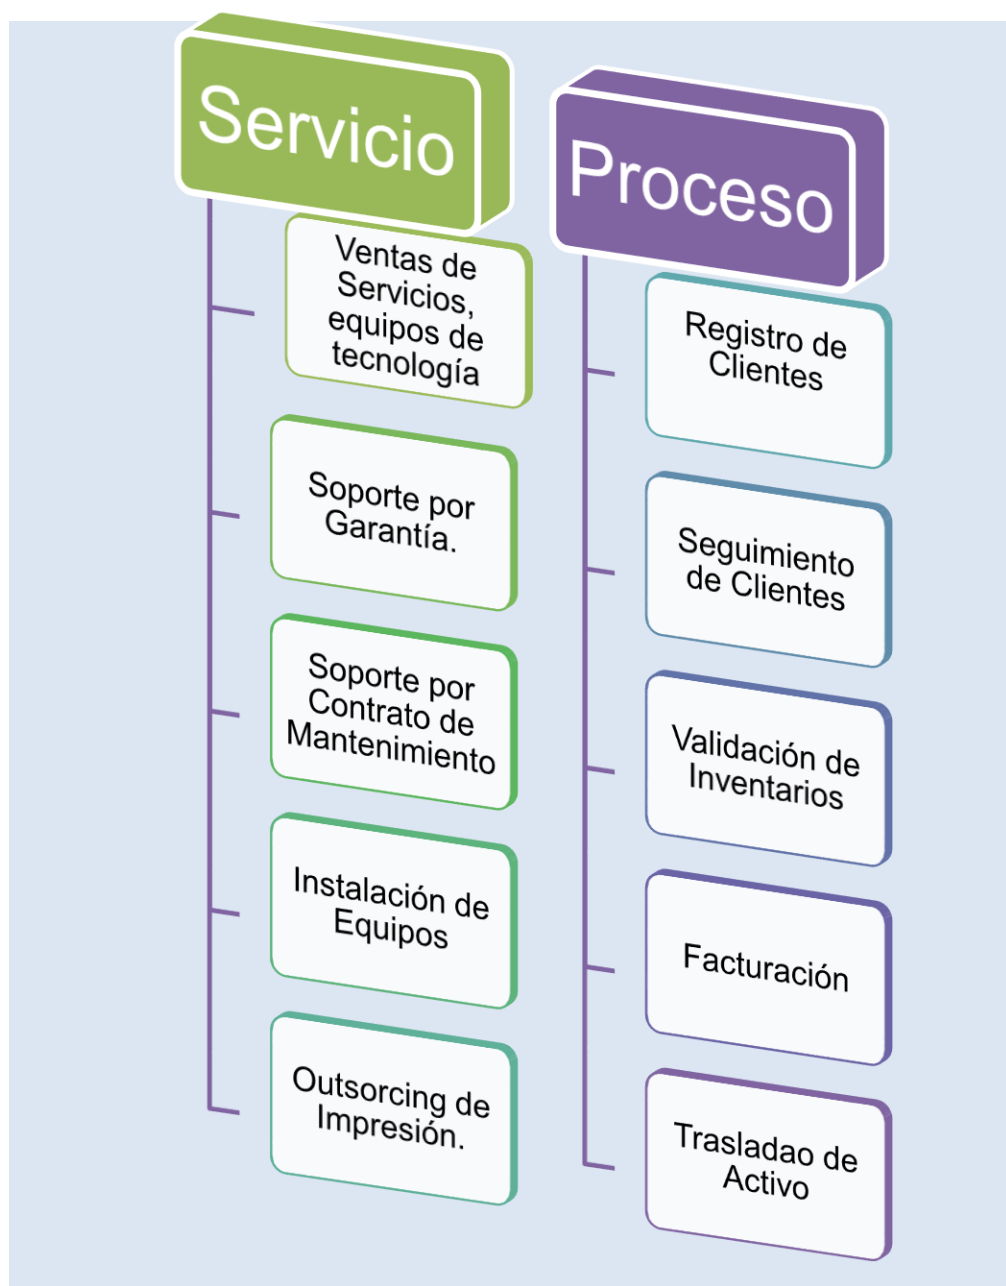 Servicio
Ventas de
Servicios,
equipos de
tecnología
Soporte por
Garantía.
Soporte por
Contrato de
Mantenimiento
Instalación de
Equipos
Outsorcing de
Impresión.
Proceso
Registro de
Clientes
Seguimiento
de Clientes
Validación de
Inventarios
Facturación
Trasladao de
Activo